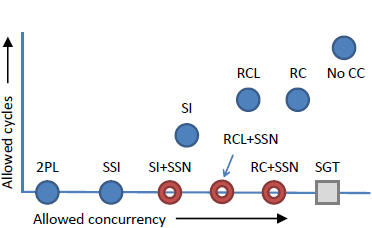 No CC
RCL
RC
SI
RCL+SSN
2PL
SSI
SI+SSN
RC+SSN
SGT
Allowed cycles
Allowed concurrency